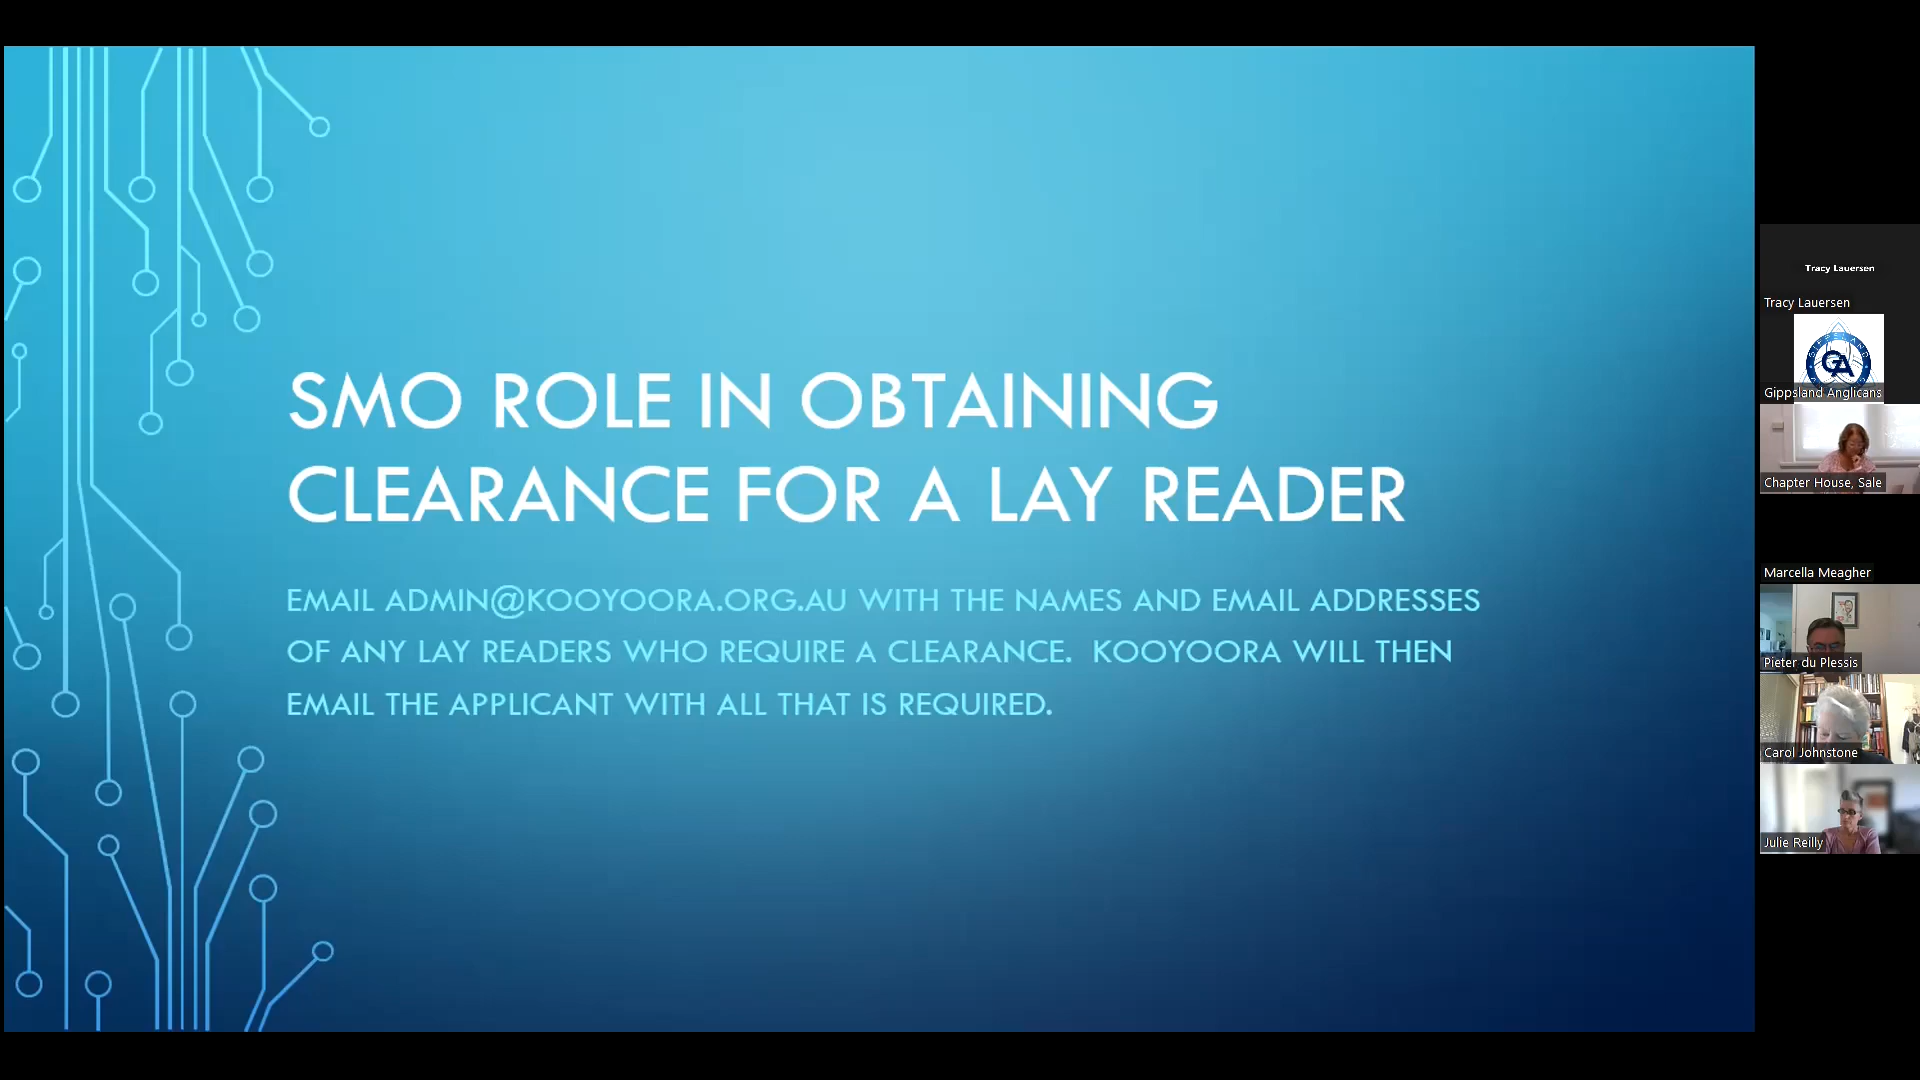 SMO ROLE IN OBTAINING
CLEARANCE FOR A LAY READER
EMAIL ADMIN@KOOYOORA.ORG.AU WITH THE NAMES AND EMAIL ADDRESSES
OF ANY LAY READERS WHO REQUIRE A CLEARANCE.  KOOYOORA WILL THEN
EMAIL THE APPLICANT WITH ALL THAT IS REQUIRED.
Tracy Lauersen
Tracy Lauersen
GIPPSLAND
GA
Gippsland Anglicans
Chapter House, Sale
Marcella Meagher
Pieter du Plessis
Carol Johnstone
Julie Reilly